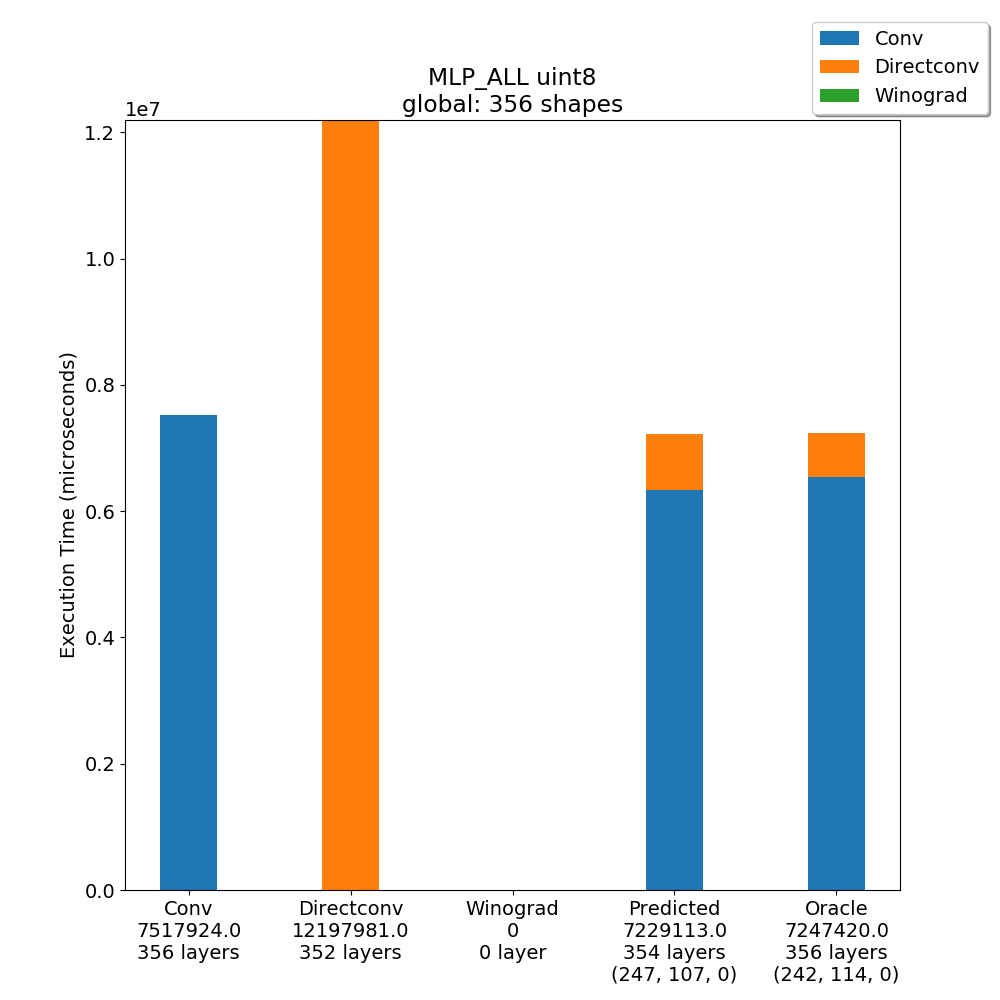 Conv
Directconv
Winograd
MLP_ALL uint8
global: 356 shapes
1e7
1.2
1.0
0.8
0.6
0.4
0.2
0.0
Execution Time (microseconds)
Conv
7517924.0
356 layers
Directconv
12197981.0
352 layers
Winograd
0
0 layer
Predicted
7229113.0
354 layers
(247, 107, 0)
Oracle
7247420.0
356 layers
(242, 114, 0)